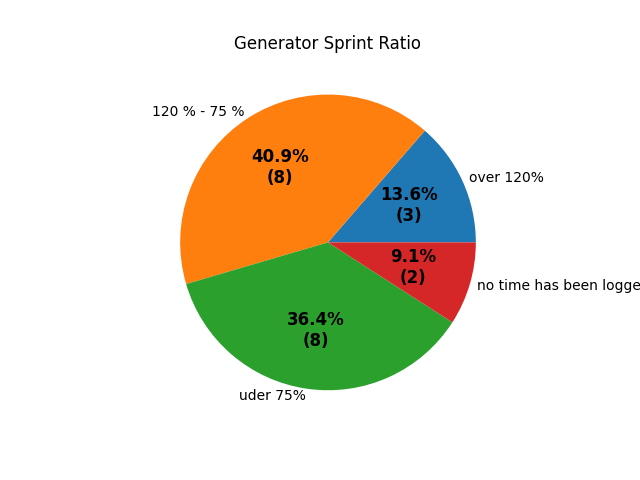 Generator Sprint Ratio
120 % - 75 %
40.9%
(8)
over 120%
13.6%
(3)
9.1%
(2)
no time has been logge
36.4%
(8)
uder 75%